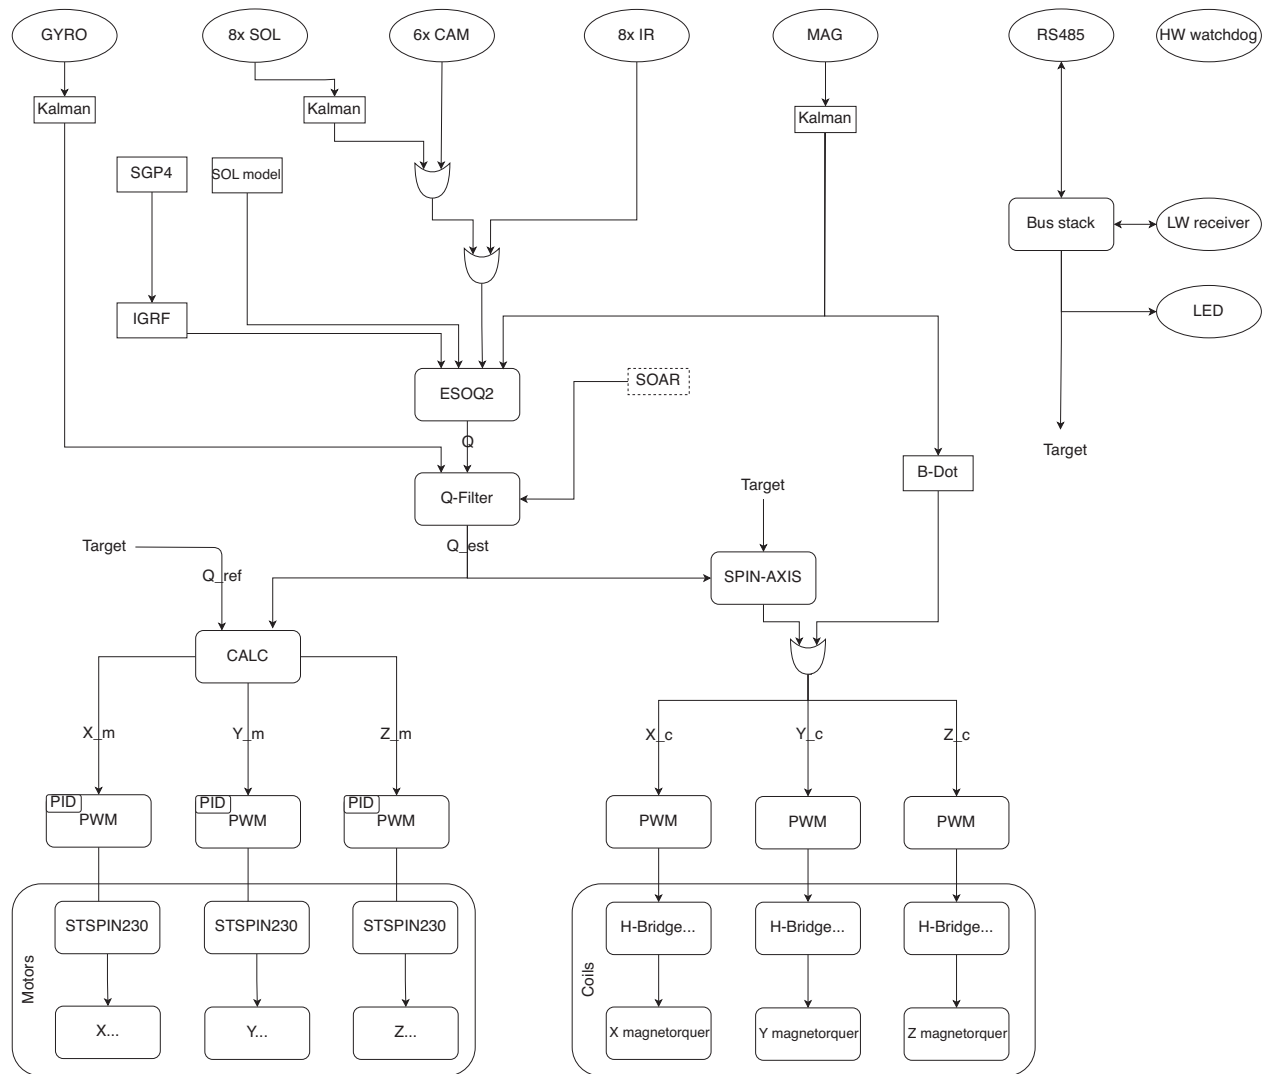 GYRO
8x SOL
6x CAM
8x IR
MAG
RS485
HW watchdog
Kalman
Kalman
Kalman
SGP4
SOL model
Bus stack
LW receiver
IGRF
LED
ESOQ2
SOAR
Q
Target
B-Dot
Q-Filter
Target
Target
Q_est
Q_ref
SPIN-AXIS
CALC
X_m
Y_m
Z_m
X_c
Y_c
Z_c
PID
PWM
PID
PWM
PID
PWM
PWM
PWM
PWM
Motors
STSPIN230
STSPIN230
STSPIN230
Coils
H-Bridge...
H-Bridge...
H-Bridge...
X...
Y...
Z...
X magnetorquer
Y magnetorquer
Z magnetorquer